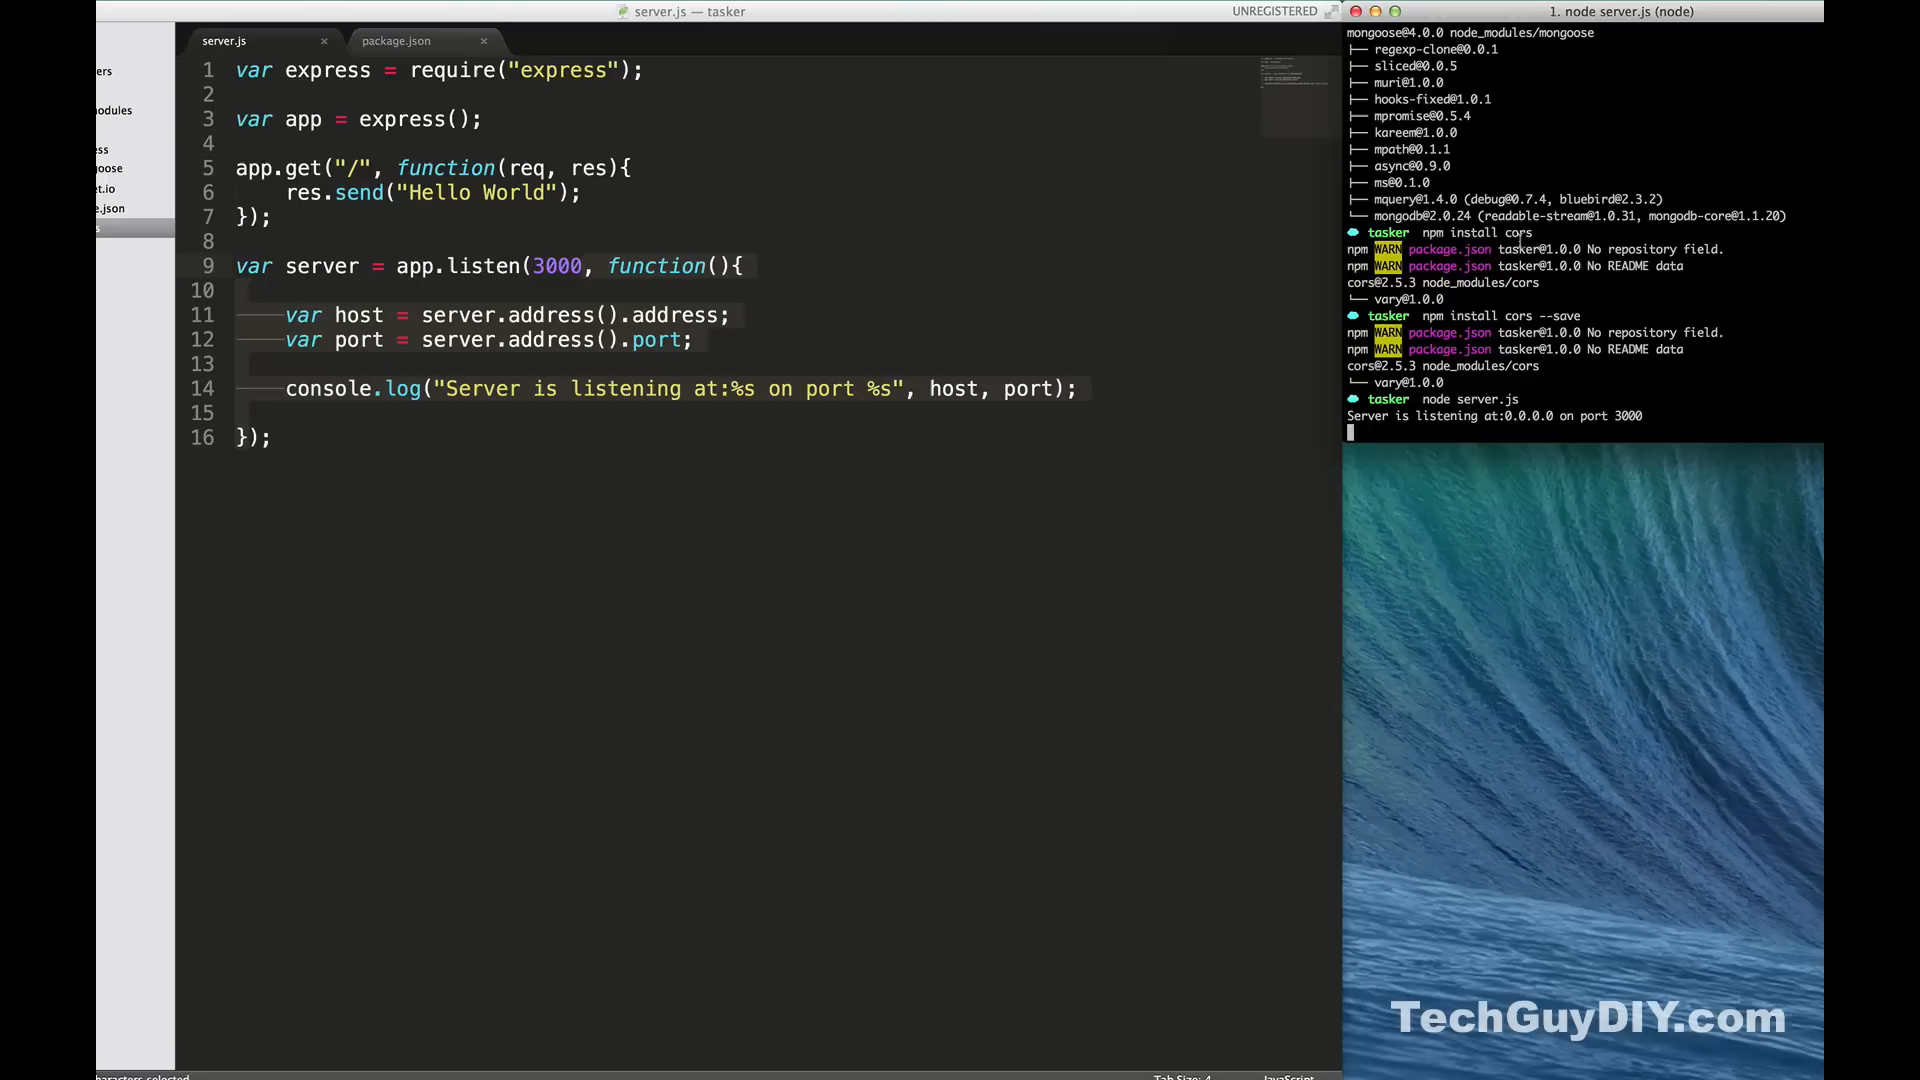 server.js — tasker
UNREGISTERED
server.js
package.json
1 var express = require("express");
2
3 var app = express();
4
5 app.get("/", function(req, res){
6 res.send("Hello World");
7 });
8
9 var server = app.listen(3000, function(){
10
11 var host = server.address().address;
12 var port = server.address().port;
13
14 console.log("Server is listening at:%s on port %s", host, port);
15
16 });
1. node server.js (node)
mongoose@4.0.0 node_modules/mongoose
├── regexp-clone@0.0.1
├── sliced@0.0.5
├── muri@1.0.0
├── hooks-fixed@1.0.1
├── mpromise@0.5.4
├── kareem@1.0.0
├── mpath@0.1.1
├── async@0.9.0
├── ms@0.1.0
├── mquery@1.4.0 (debug@0.7.4, bluebird@2.3.2)
└── mongodb@2.0.24 (readable-stream@1.0.31, mongodb-core@1.1.20)
tasker npm install cors
npm WARN package.json tasker@1.0.0 No repository field.
npm WARN package.json tasker@1.0.0 No README data
cors@2.5.3 node_modules/cors
└── vary@1.0.0
tasker npm install cors --save
npm WARN package.json tasker@1.0.0 No repository field.
npm WARN package.json tasker@1.0.0 No README data
cors@2.5.3 node_modules/cors
└── vary@1.0.0
tasker node server.js
Server is listening at:0.0.0.0 on port 3000
TechGuyDIY.com